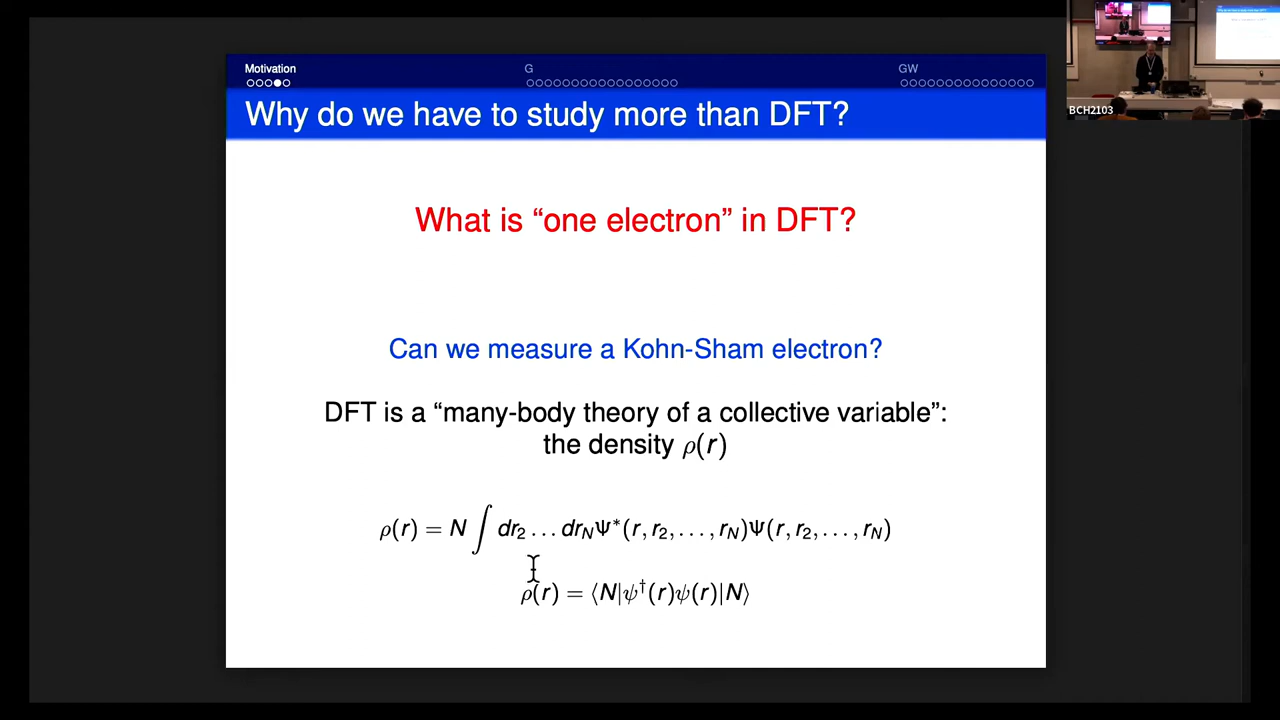 Motivation
G
GW
Why do we have to study more than DFT?
What is “one electron” in DFT?
Can we measure a Kohn-Sham electron?
DFT is a “many-body theory of a collective variable”:
the density ρ(r)
ρ(r) = N ∫ dr₂ … dr_N Ψ*(r, r₂, …, r_N)Ψ(r, r₂, …, r_N)
ρ(r) = ⟨N|ψ†(r)ψ(r)|N⟩
BCH2103